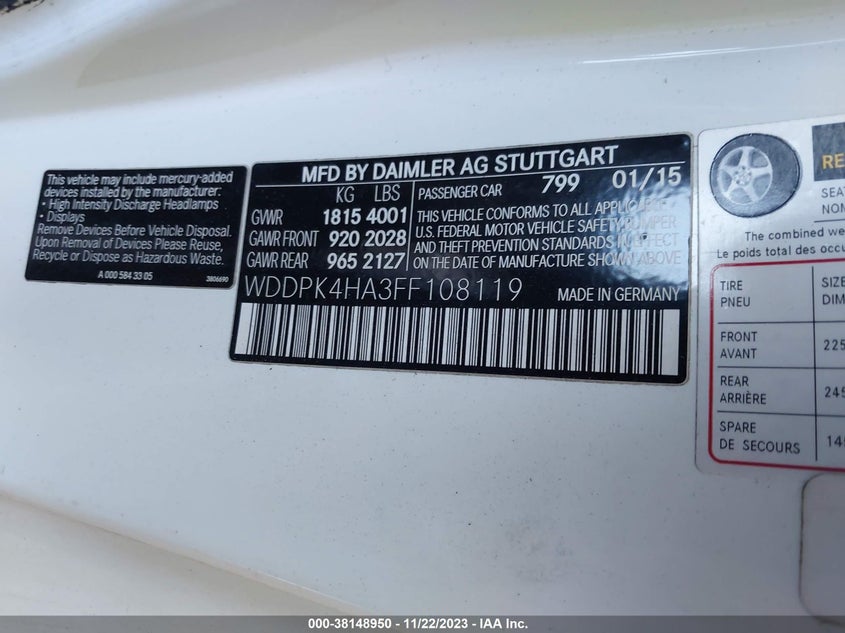 This vehicle may include mercury-added
devices installed by the manufacturer:
• High Intensity Discharge Headlamps
• Displays
Remove Devices Before Vehicle Disposal.
Upon Removal of Devices Please Reuse,
Recycle or Dispose as Hazardous Waste.
A 000 584 33 05
3806690
MFD BY DAIMLER AG STUTTGART
KG LBS
GVWR 1815 4001
GAWR FRONT 920 2028
GAWR REAR 965 2127
PASSENGER CAR 799 01/15
THIS VEHICLE CONFORMS TO ALL APPLICABLE
U.S. FEDERAL MOTOR VEHICLE SAFETY BUMPER
AND THEFT PREVENTION STANDARDS IN EFFECT
ON THE DATE OF MANUFACTURE SHOWN ABOVE
WDDPK4HA3FF108119 MADE IN GERMANY
The combined we
Le poids total des occu
TIRE
PNEU
FRONT
AVANT
225
REAR
ARRIÈRE
245
SPARE
DE SECOURS
000-38148950 - 11/22/2023 - IAA Inc.